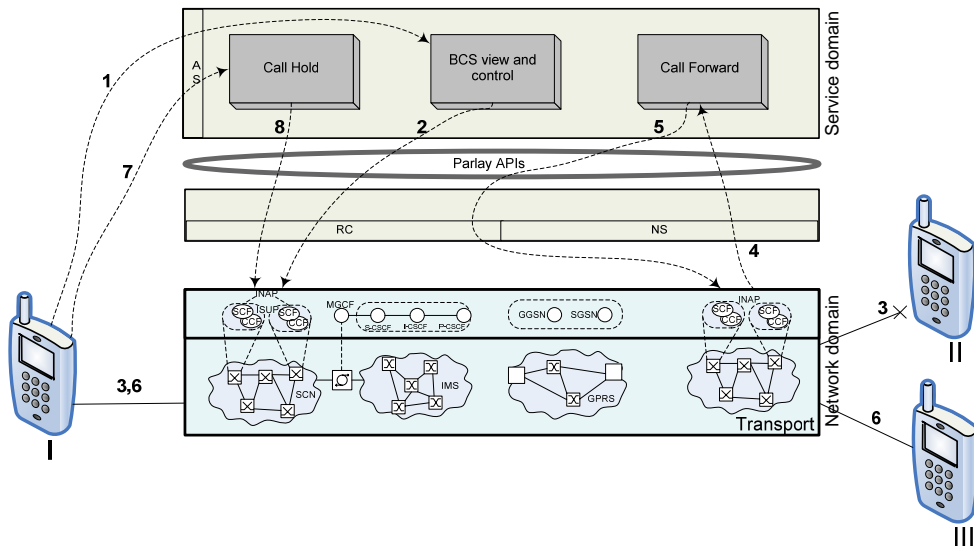 Service domain
A
S
Call Hold
BCS view and
control
Call Forward
1
8
2
5
7
Parlay APIs
RC
NS
4
INAP
ISUP
SCF
CCF
SCF
CCF
MGCF
S-CSCF
I-CSCF
P-CSCF
GGSN
SGSN
INAP
SCF
CCF
SCF
CCF
Network domain
3
II
SCN
IMS
GPRS
3,6
6
Transport
I
III